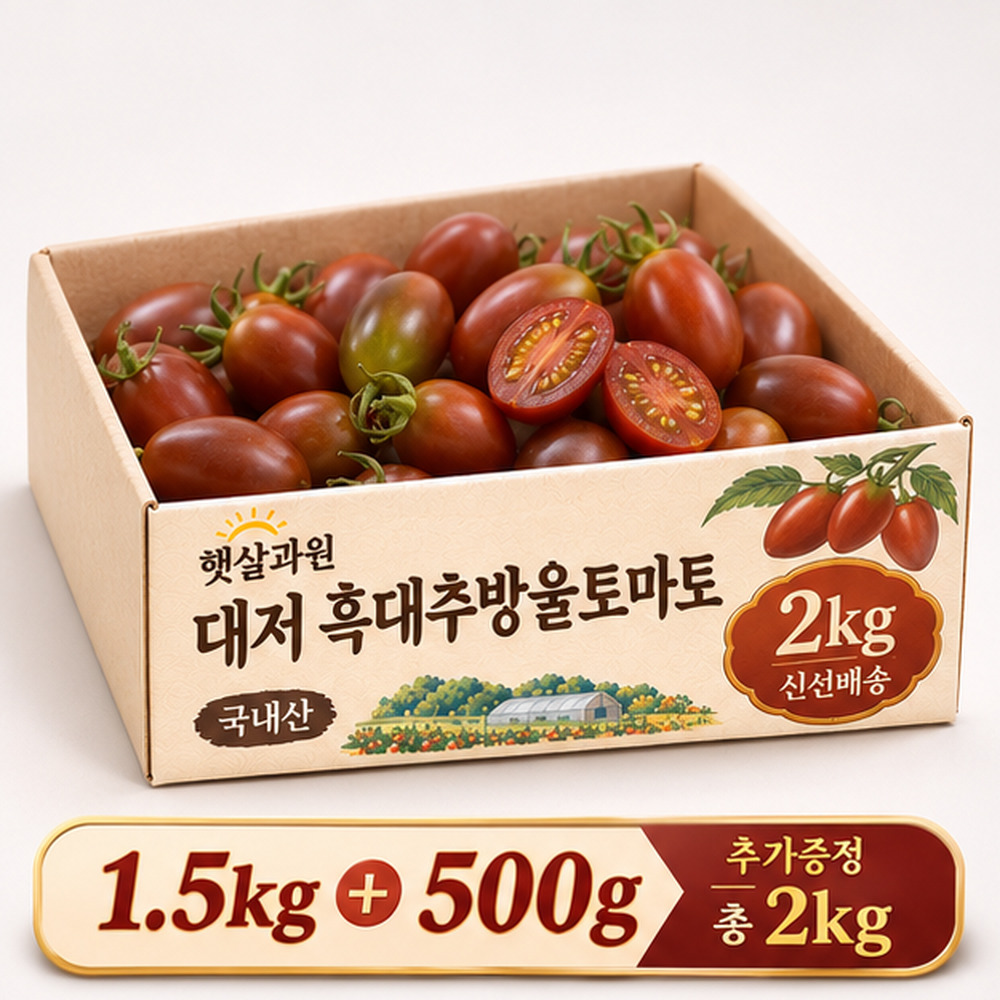 햇살과원
대저 흑대추방울토마토
국내산
2kg
신선배송
1.5kg + 500g
추가증정
총 2kg